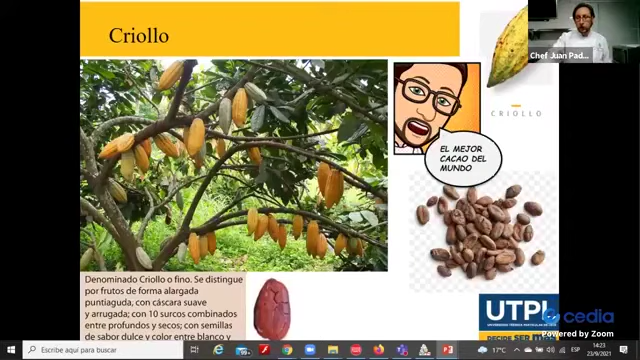 Criollo
Chef Juan Pad...
CRIOLLO
EL MEJOR
CACAO DEL
MUNDO
Denominado Criollo o fino. Se distingue
por frutos de forma alargada
puntiaguda, con cáscara suave
y arrugada; con 10 surcos combinados
entre profundos y secos; con semillas
de sabor dulce y color entre blanco y
UTPL
cedia
Powered by Zoom
Escribe aquí para buscar
17°C
ESP
14:23
23/9/2021